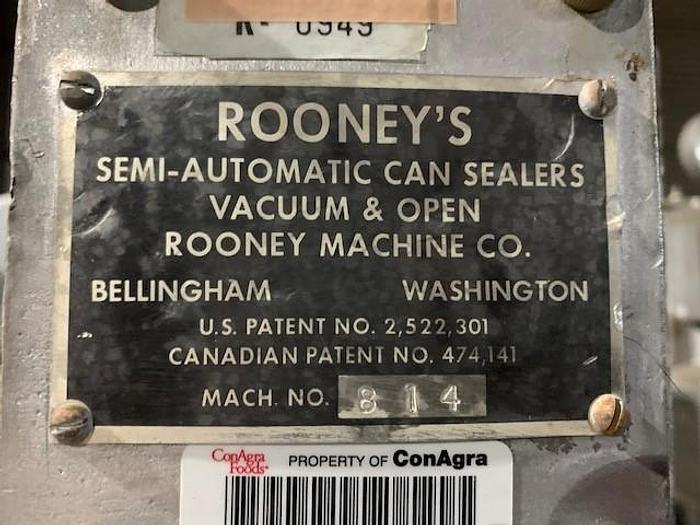 K- 0949
ROONEY'S
SEMI-AUTOMATIC CAN SEALERS
VACUUM & OPEN
ROONEY MACHINE CO.
BELLINGHAM WASHINGTON
U.S. PATENT NO. 2,522,301
CANADIAN PATENT NO. 474,141
MACH. NO. 814
ConAgra Foods® PROPERTY OF ConAgra